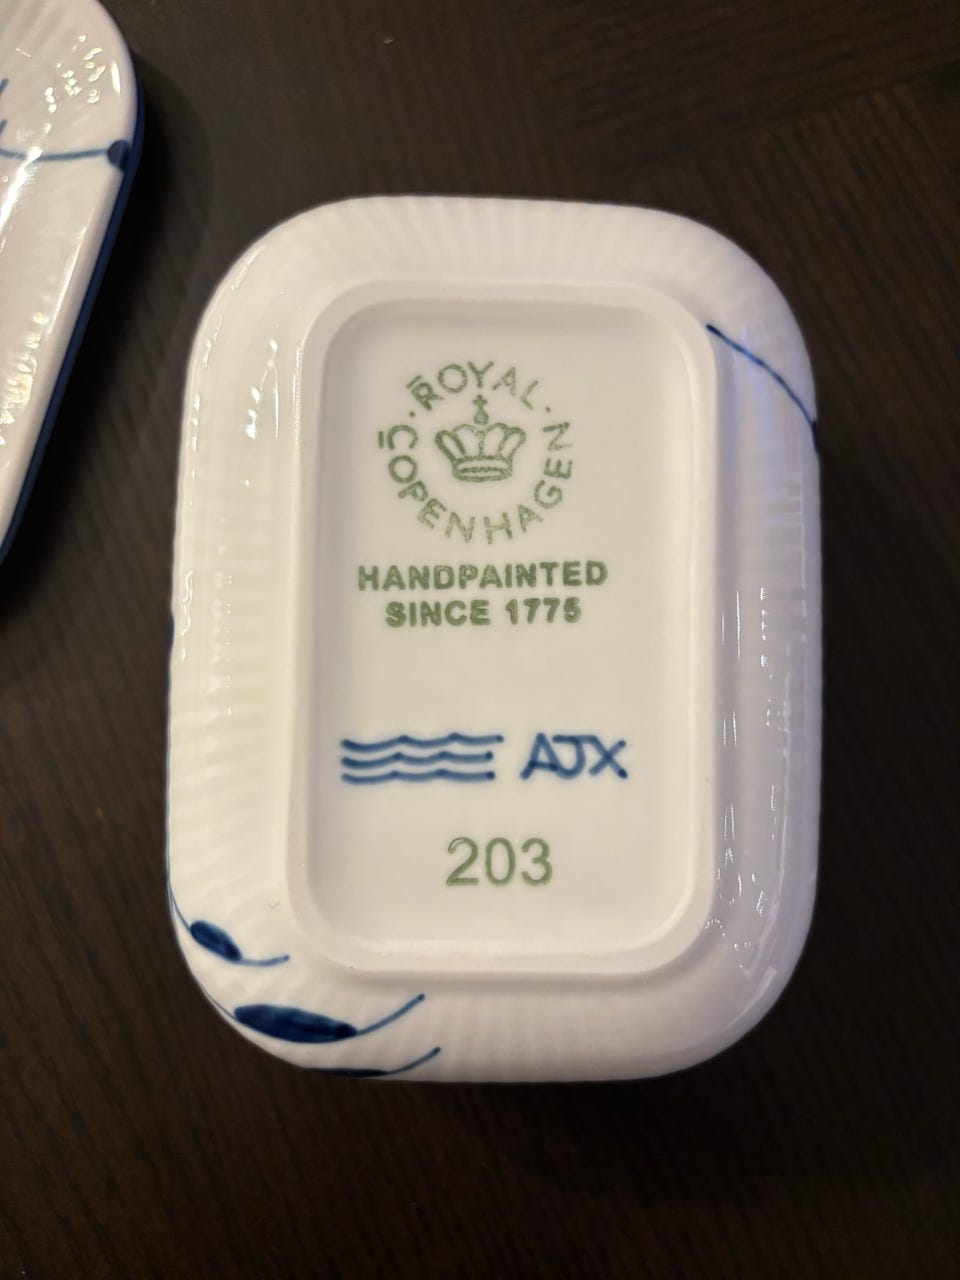 ROYAL · COPENHAGEN ·
HANDPAINTED
SINCE 1775
AJX
203